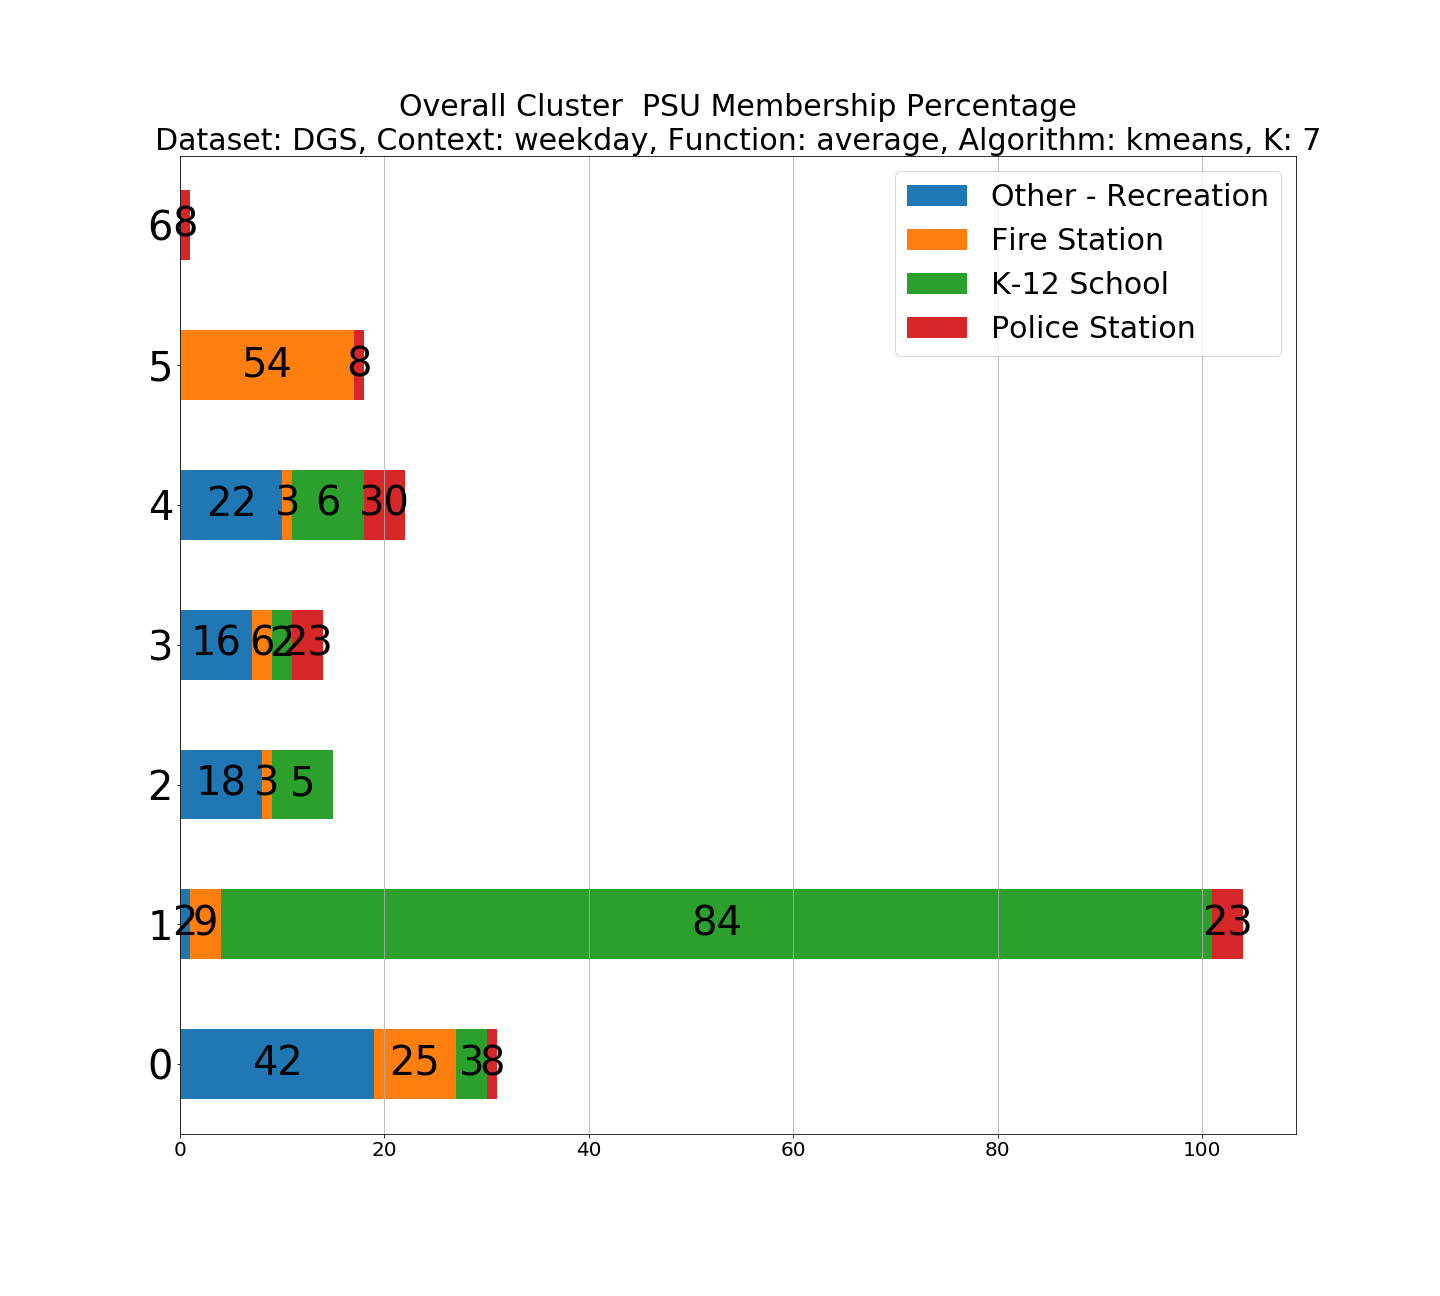 Overall Cluster  PSU Membership Percentage
Dataset: DGS, Context: weekday, Function: average, Algorithm: kmeans, K: 7
Other - Recreation
Fire Station
K-12 School
Police Station
6 8
5 54 8
4 22 3 6 30
3 16 6 2 23
2 18 3 5
1 2 9 84 23
0 42 25 3 8
0 20 40 60 80 100